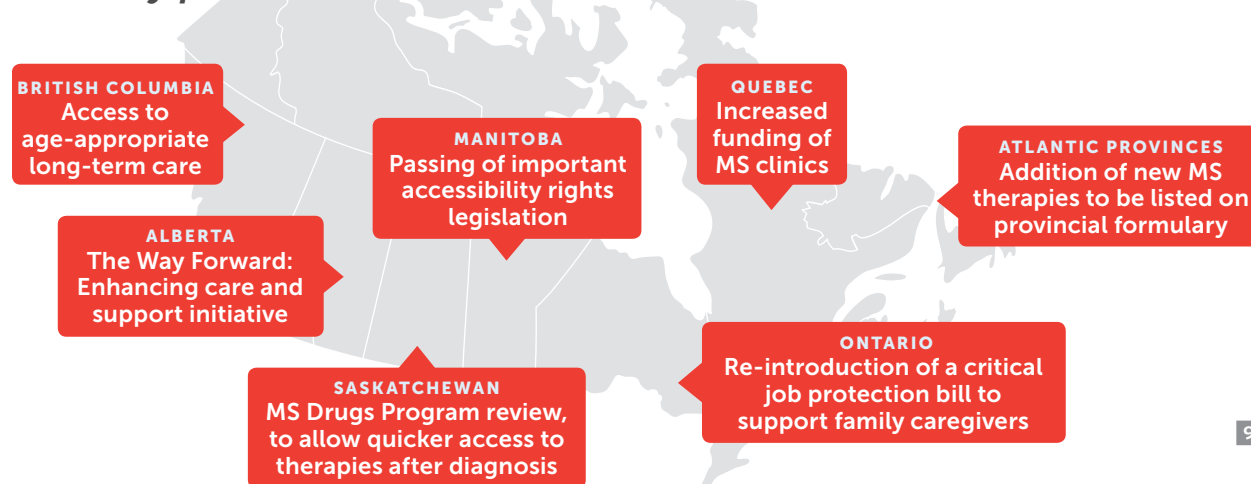 BRITISH COLUMBIA
Access to
age-appropriate
long-term care
ALBERTA
The Way Forward:
Enhancing care and
support initiative
SASKATCHEWAN
MS Drugs Program review,
to allow quicker access to
therapies after diagnosis
MANITOBA
Passing of important
accessibility rights
legislation
QUEBEC
Increased
funding of
MS clinics
ATLANTIC PROVINCES
Addition of new MS
therapies to be listed on
provincial formulary
ONTARIO
Re-introduction of a critical
job protection bill to
support family caregivers
9